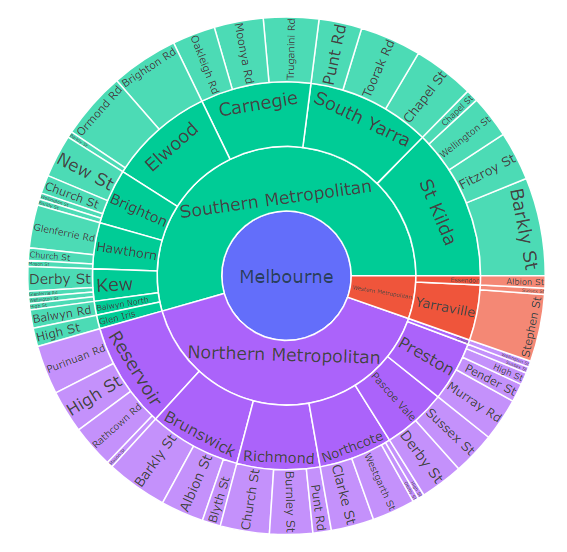 Melbourne
Southern Metropolitan
St Kilda
Barkly St
Fitzroy St
Wellington St
Chapel St
South Yarra
Chapel St
Toorak Rd
Punt Rd
Carnegie
Truganini Rd
Moonya Rd
Oakleigh Rd
Elwood
Brighton Rd
Ormond Rd
Brighton
New St
Church St
Hawthorn
Glenferrie Rd
Church St
Kew
Derby St
Balwyn North
Balwyn Rd
Glen Iris
High St
Northern Metropolitan
Reservoir
Purinuan Rd
High St
Rathcown Rd
Brunswick
Barkly St
Albion St
Blyth St
Richmond
Church St
Burnley St
Punt Rd
Northcote
Clarke St
Westgarth St
Pascoe Vale
Derby St
Sussex St
Preston
Murray Rd
Pender St
High St
Western Metropolitan
Yarraville
Stephen St
Essendon
Albion St